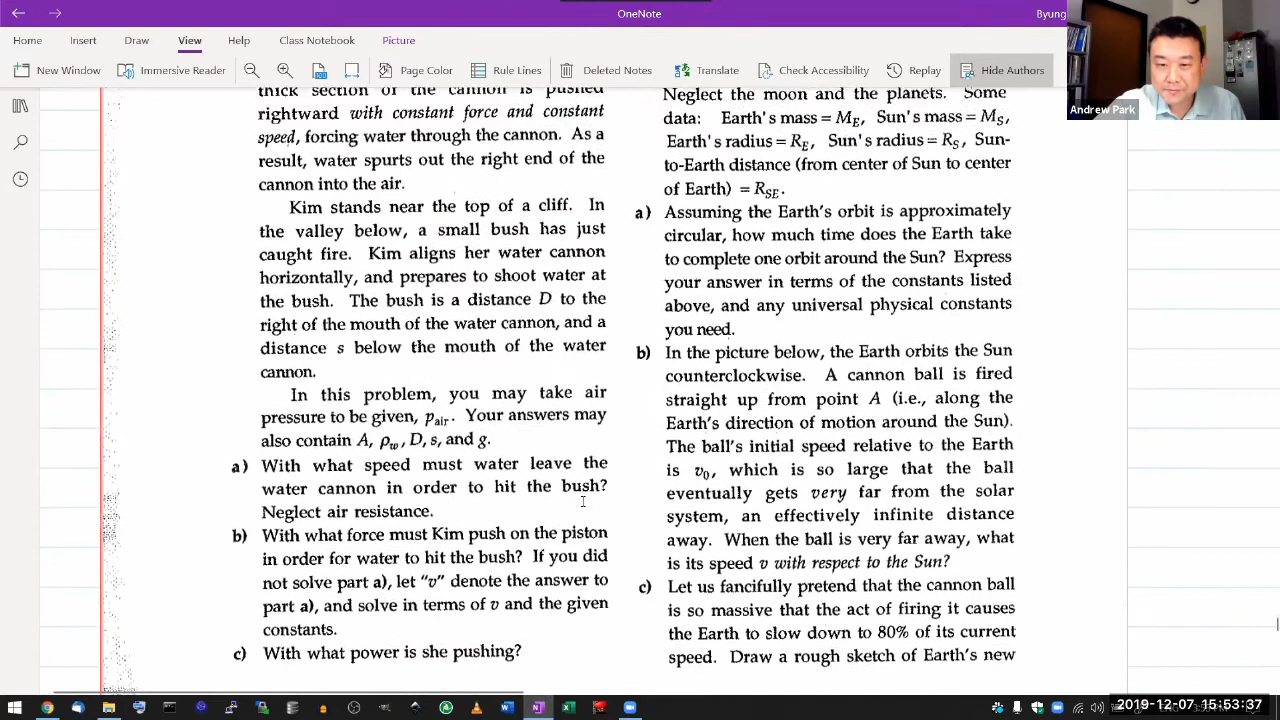 OneNote
Byung
Home Insert Draw View Help Class Notebook Picture
New Window Immersive Reader Page Color Rule Lines Deleted Notes Translate Check Accessibility Replay Hide Authors
Andrew Park
thick section of the cannon is pushed
rightward with constant force and constant
speed, forcing water through the cannon. As a
result, water spurts out the right end of the
cannon into the air.
Kim stands near the top of a cliff. In
the valley below, a small bush has just
caught fire. Kim aligns her water cannon
horizontally, and prepares to shoot water at
the bush. The bush is a distance D to the
right of the mouth of the water cannon, and a
distance s below the mouth of the water
cannon.
In this problem, you may take air
pressure to be given, pair. Your answers may
also contain A, ρw, D, s, and g.
a) With what speed must water leave the
water cannon in order to hit the bush?
Neglect air resistance.
b) With what force must Kim push on the piston
in order for water to hit the bush? If you did
not solve part a), let "v" denote the answer to
part a), and solve in terms of v and the given
constants.
c) With what power is she pushing?
Neglect the moon and the planets. Some
data: Earth's mass = ME, Sun's mass = MS,
Earth's radius = RE, Sun's radius = RS, Sun-
to-Earth distance (from center of Sun to center
of Earth) = RSE.
a) Assuming the Earth's orbit is approximately
circular, how much time does the Earth take
to complete one orbit around the Sun? Express
your answer in terms of the constants listed
above, and any universal physical constants
you need.
b) In the picture below, the Earth orbits the Sun
counterclockwise. A cannon ball is fired
straight up from point A (i.e., along the
Earth's direction of motion around the Sun).
The ball's initial speed relative to the Earth
is v0, which is so large that the ball
eventually gets very far from the solar
system, an effectively infinite distance
away. When the ball is very far away, what
is its speed v with respect to the Sun?
c) Let us fancifully pretend that the cannon ball
is so massive that the act of firing it causes
the Earth to slow down to 80% of its current
speed. Draw a rough sketch of Earth's new
2019-12-07 15:53:37